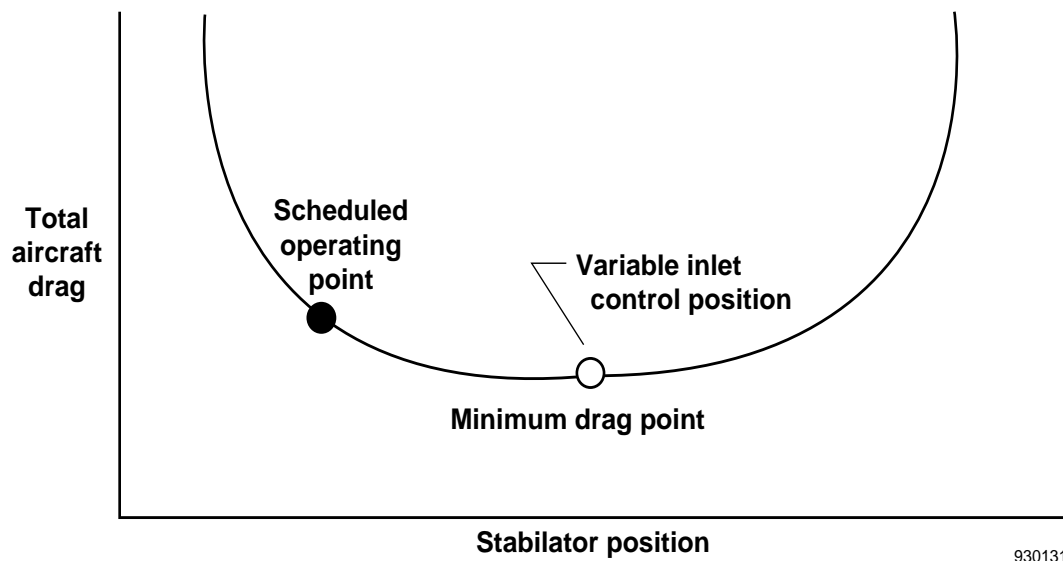 Total
aircraft
drag
Scheduled
operating
point
Variable inlet
control position
Minimum drag point
Stabilator position
930131